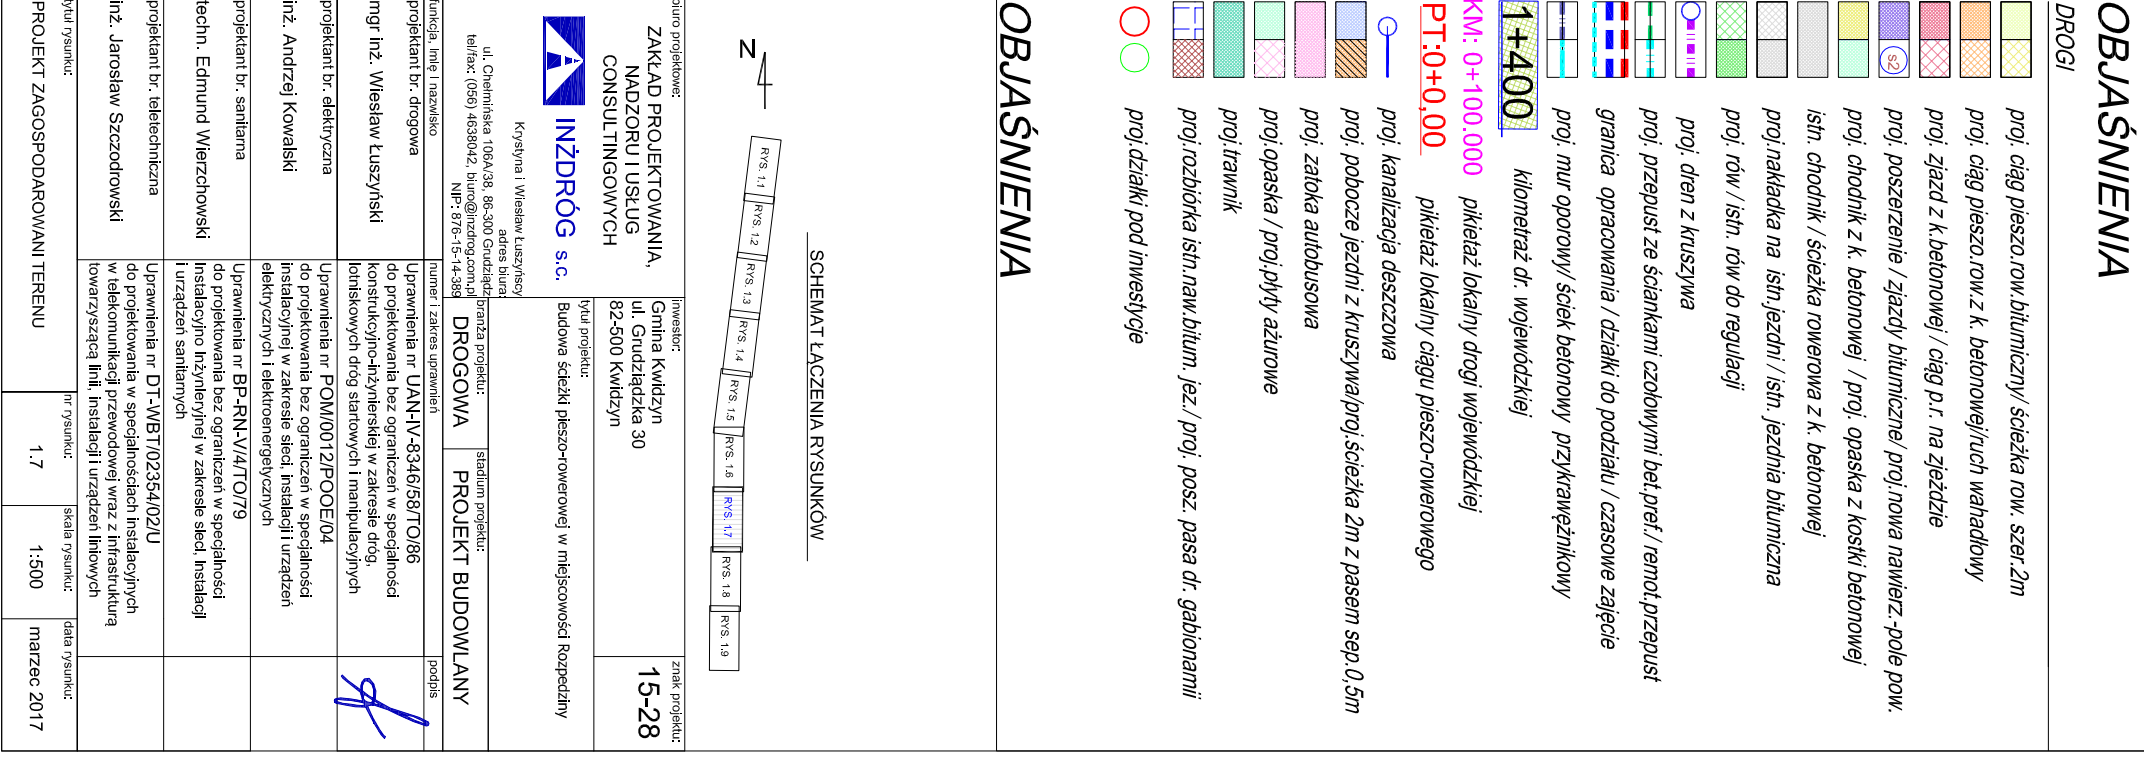 OBJAŚNIENIA
DROGI
proj. ciąg pieszo.row.bitumiczny/ ścieżka row. szer.2m
proj. ciąg pieszo.row.z k. betonowej/ruch wahadłowy
proj. zjazd z k.betonowej / ciąg p.r. na zjeździe
s2
proj. poszerzenie / zjazdy bitumiczne/ proj.nowa nawierz.-pole pow.
proj. chodnik z k. betonowej / proj. opaska z kostki betonowej
istn. chodnik / ścieżka rowerowa z k. betonowej
proj.nakładka na istn.jezdni / istn. jezdnia bitumiczna
proj. rów / istn. rów do regulacji
proj. dren z kruszywa
proj. przepust ze ściankami czołowymi bet.pref./ remot.przepust
granica opracowania / działki do podziału / czasowe zajęcie
proj. mur oporowy/ ściek betonowy przykrawężnikowy
1+400 kilometraż dr. wojewódzkiej
KM: 0+100.000 pikietaż lokalny drogi wojewódzkiej
PT:0+0,00 pikietaż lokalny ciągu pieszo-rowerowego
proj. kanalizacja deszczowa
proj. pobocze jezdni z kruszywa/proj.ścieżka 2m z pasem sep.0,5m
proj. zatoka autobusowa
proj.opaska / proj.płyty ażurowe
proj.trawnik
proj.rozbiórka istn.naw.bitum. jez./ proj. posz. pasa dr. gabionamii
proj.działki pod inwestycje
OBJAŚNIENIA
SCHEMAT ŁĄCZENIA RYSUNKÓW
N
RYS. 1.1
RYS. 1.2
RYS. 1.3
RYS. 1.4
RYS. 1.5
RYS. 1.6
RYS. 1.7
RYS. 1.8
RYS. 1.9
biuro projektowe:
ZAKŁAD PROJEKTOWANIA,
NADZORU I USŁUG
CONSULTINGOWYCH
INŻDRÓG s.c.
Krystyna i Wiesław Łuszyńscy
adres biura:
ul. Chełmińska 106A/38, 86-300 Grudziądz
tel/fax: (056) 4638042, biuro@inzdrog.com.pl
NIP: 876-15-14-389
inwestor:
Gmina Kwidzyn
ul. Grudziądzka 30
82-500 Kwidzyn
znak projektu:
15-28
tytuł projektu:
Budowa ścieżki pieszo-rowerowej w miejscowości Rozpędziny
branża projektu:
DROGOWA
stadium projektu:
PROJEKT BUDOWLANY
funkcja, imię i nazwisko
numer i zakres uprawnień
podpis
projektant br. drogowa
mgr inż. Wiesław Łuszyński
Uprawnienia nr UAN-IV-8346/58/TO/86
do projektowania bez ograniczeń w specjalności
konstrukcyjno-inżynierskiej w zakresie dróg,
lotniskowych dróg startowych i manipulacyjnych
projektant br. elektryczna
inż. Andrzej Kowalski
Uprawnienia nr POM/0012/POOE/04
do projektowania bez ograniczeń w specjalności
instalacyjnej w zakresie sieci, instalacji i urządzeń
elektrycznych i elektroenergetycznych
projektant br. sanitarna
techn. Edmund Wierzchowski
Uprawnienia nr BP-RN-V/4/TO/79
do projektowania bez ograniczeń w specjalności
Instalacyjno Inżynieryjnej w zakresie sieci, Instalacji
i urządzeń sanitarnych
projektant br. teletechniczna
inż. Jarosław Szczodrowski
Uprawnienia nr DT-WBT/02354/02/U
do projektowania w specjalnościach instalacyjnych
w telekomunikacji przewodowej wraz z infrastrukturą
towarzyszącą linii, instalacji i urządzeń liniowych
tytuł rysunku:
PROJEKT ZAGOSPODAROWANI TERENU
nr rysunku:
1.7
skala rysunku:
1:500
data rysunku:
marzec 2017